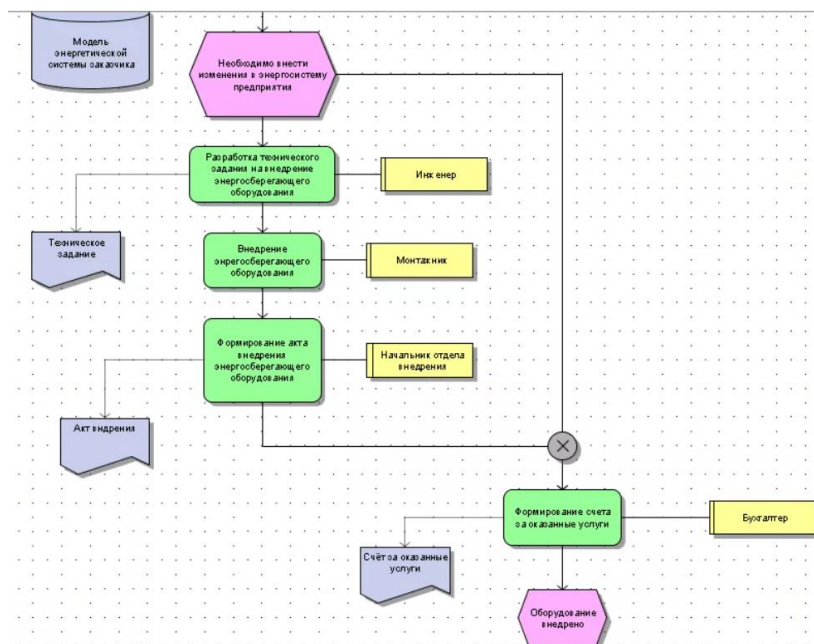 Модель
энергетической
системы заказчика
Необходимо внести
изменения в энергосистему
предприятия
Разработка технического
задания на внедрение
энергосберегающего
оборудования
Инженер
Техническое
задание
Внедрение
энрегосберегающего
оборудования
Монтажник
Формирование акта
внедрения
энергосберегающего
оборудования
Начальник отдела
внедрения
Акт внедрения
Формирование счета
за оказанные услуги
Бухгалтер
Счёт за оказанные
услуги
Оборудование
внедрено